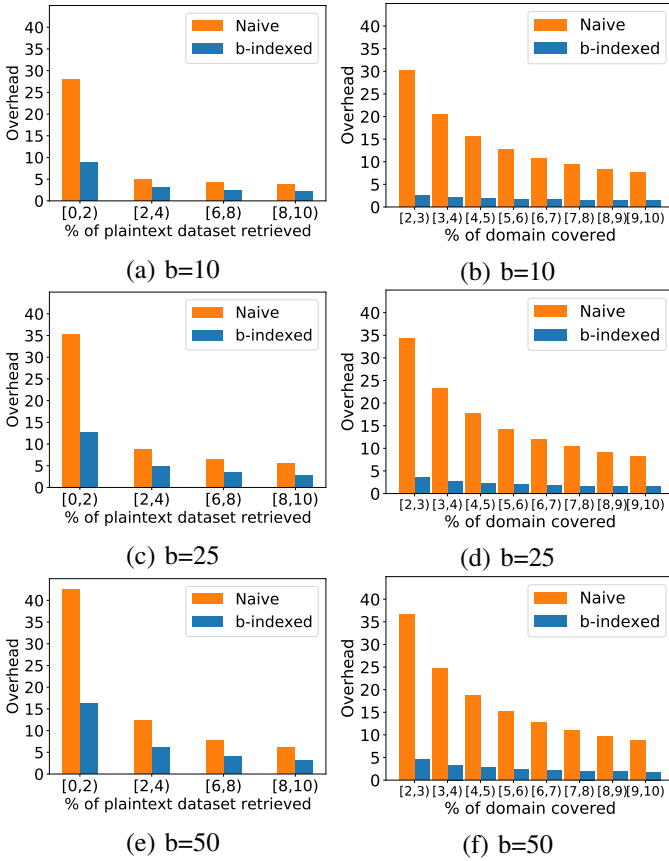 Naive
b-indexed
Overhead
40
35
30
25
20
15
10
5
0
[0,2) [2,4) [6,8) [8,10)
% of plaintext dataset retrieved
(a) b=10
Naive
b-indexed
Overhead
40
35
30
25
20
15
10
5
0
[2,3) [3,4) [4,5) [5,6) [6,7) [7,8) [8,9) [9,10)
% of domain covered
(b) b=10
Naive
b-indexed
Overhead
40
35
30
25
20
15
10
5
0
[0,2) [2,4) [6,8) [8,10)
% of plaintext dataset retrieved
(c) b=25
Naive
b-indexed
Overhead
40
35
30
25
20
15
10
5
0
[2,3) [3,4) [4,5) [5,6) [6,7) [7,8) [8,9) [9,10)
% of domain covered
(d) b=25
Naive
b-indexed
Overhead
40
35
30
25
20
15
10
5
0
[0,2) [2,4) [6,8) [8,10)
% of plaintext dataset retrieved
(e) b=50
Naive
b-indexed
Overhead
40
35
30
25
20
15
10
5
0
[2,3) [3,4) [4,5) [5,6) [6,7) [7,8) [8,9) [9,10)
% of domain covered
(f) b=50